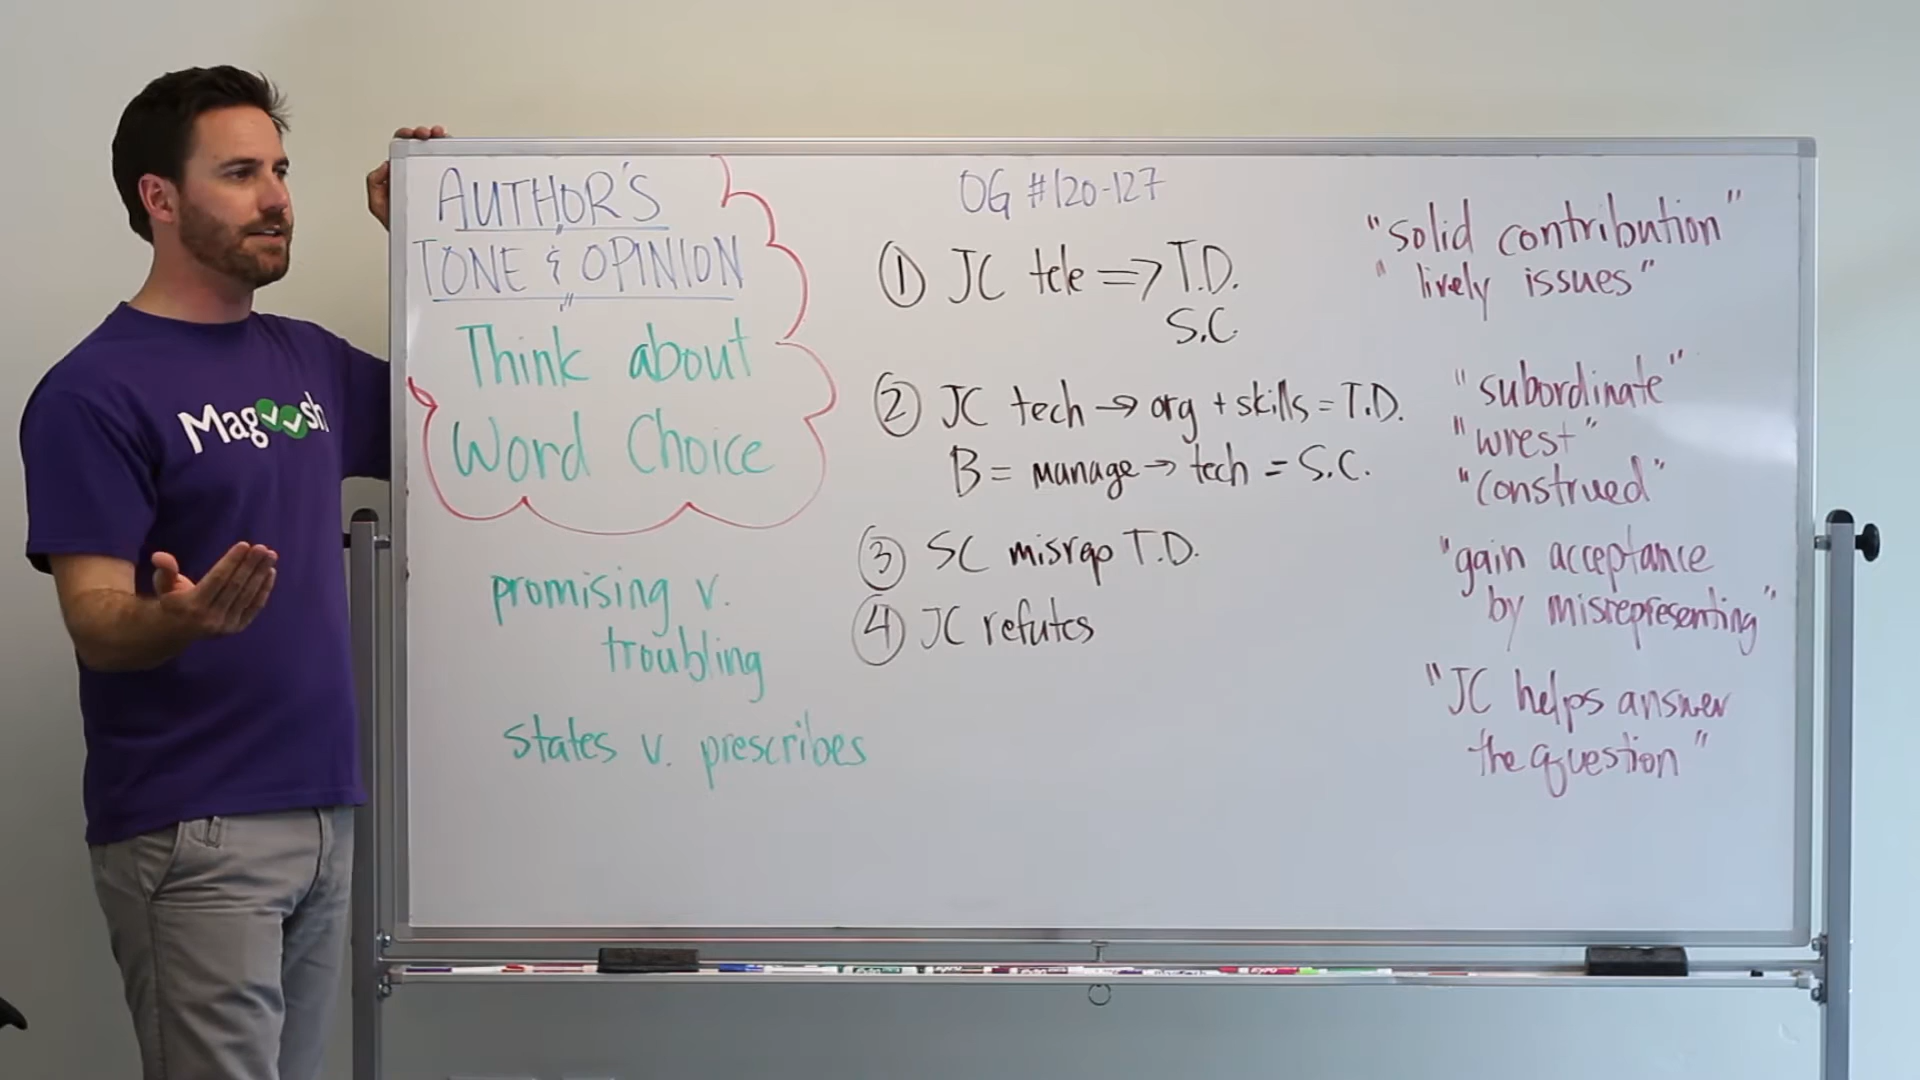 Magoosh
AUTHOR'S
TONE & OPINION
Think about
Word Choice
promising v.
troubling
states v. prescribes
OG #120-127
① JC tele => T.D.
S.C.
② JC tech → org + skills = T.D.
B = manage → tech = S.C.
③ SC misrep T.D.
④ JC refutes
"solid contribution"
"lively issues"
"subordinate"
"wrest"
"construed"
"gain acceptance
by misrepresenting"
"JC helps answer
the question"